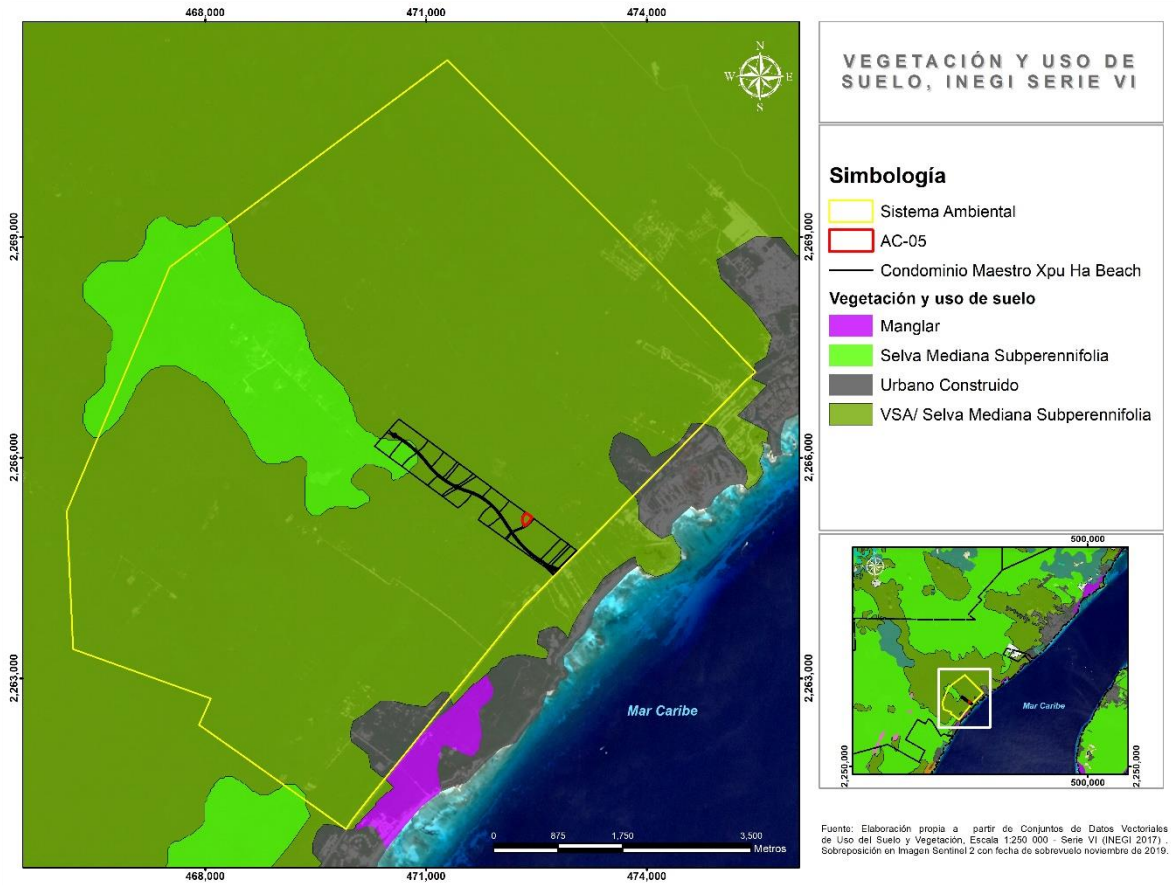 468,000 471,000 474,000
2,269,000 2,269,000
2,266,000 2,266,000
2,263,000 2,263,000
N
W E
S
Mar Caribe
0 875 1,750 3,500
Metros
468,000 471,000 474,000
VEGETACIÓN Y USO DE
SUELO, INEGI SERIE VI
Simbología
Sistema Ambiental
AC-05
Condominio Maestro Xpu Ha Beach
Vegetación y uso de suelo
Manglar
Selva Mediana Subperennifolia
Urbano Construido
VSA/ Selva Mediana Subperennifolia
500,000
Mar Caribe
2,250,000 2,250,000
500,000
Fuente: Elaboración propia a partir de Conjuntos de Datos Vectoriales
de Uso del Suelo y Vegetación, Escala 1:250 000 - Serie VI (INEGI 2017) .
Sobreposición en Imagen Sentinel 2 con fecha de sobrevuelo noviembre de 2019.